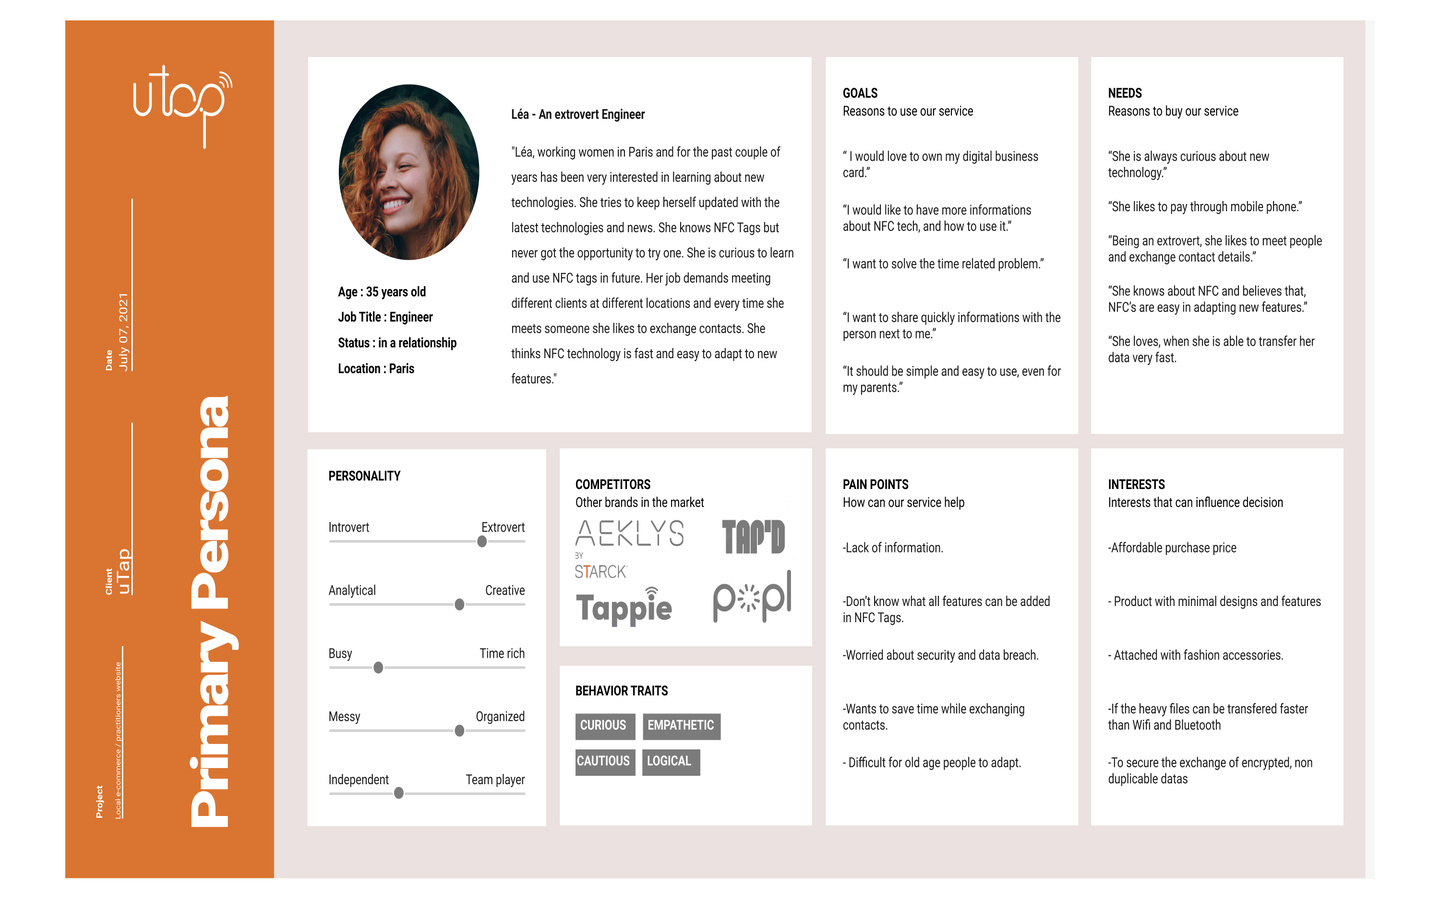 utap
Date
July 07, 2021
Client
uTap
Project
Local e-commerce / practitioners website
Primary Persona
Léa - An extrovert Engineer
"Léa, working women in Paris and for the past couple of
years has been very interested in learning about new
technologies. She tries to keep herself updated with the
latest technologies and news. She knows NFC Tags but
never got the opportunity to try one. She is curious to learn
and use NFC tags in future. Her job demands meeting
different clients at different locations and every time she
meets someone she likes to exchange contacts. She
thinks NFC technology is fast and easy to adapt to new
features."
Age : 35 years old
Job Title : Engineer
Status : in a relationship
Location : Paris
GOALS
Reasons to use our service
“ I would love to own my digital business
card.”
“I would like to have more informations
about NFC tech, and how to use it.”
“I want to solve the time related problem.”
“I want to share quickly informations with the
person next to me.”
“It should be simple and easy to use, even for
my parents.”
NEEDS
Reasons to buy our service
“She is always curious about new
technology.”
“She likes to pay through mobile phone.”
“Being an extrovert, she likes to meet people
and exchange contact details.”
“She knows about NFC and believes that,
NFC’s are easy in adapting new features.”
“She loves, when she is able to transfer her
data very fast.
PERSONALITY
Introvert Extrovert
Analytical Creative
Busy Time rich
Messy Organized
Independent Team player
COMPETITORS
Other brands in the market
AEKLYS
BY
STARCK
TAP'D
Tappie
popl
BEHAVIOR TRAITS
CURIOUS EMPATHETIC
CAUTIOUS LOGICAL
PAIN POINTS
How can our service help
-Lack of information.
-Don’t know what all features can be added
in NFC Tags.
-Worried about security and data breach.
-Wants to save time while exchanging
contacts.
- Difficult for old age people to adapt.
INTERESTS
Interests that can influence decision
-Affordable purchase price
- Product with minimal designs and features
- Attached with fashion accessories.
-If the heavy files can be transfered faster
than Wifi and Bluetooth
-To secure the exchange of encrypted, non
duplicable datas